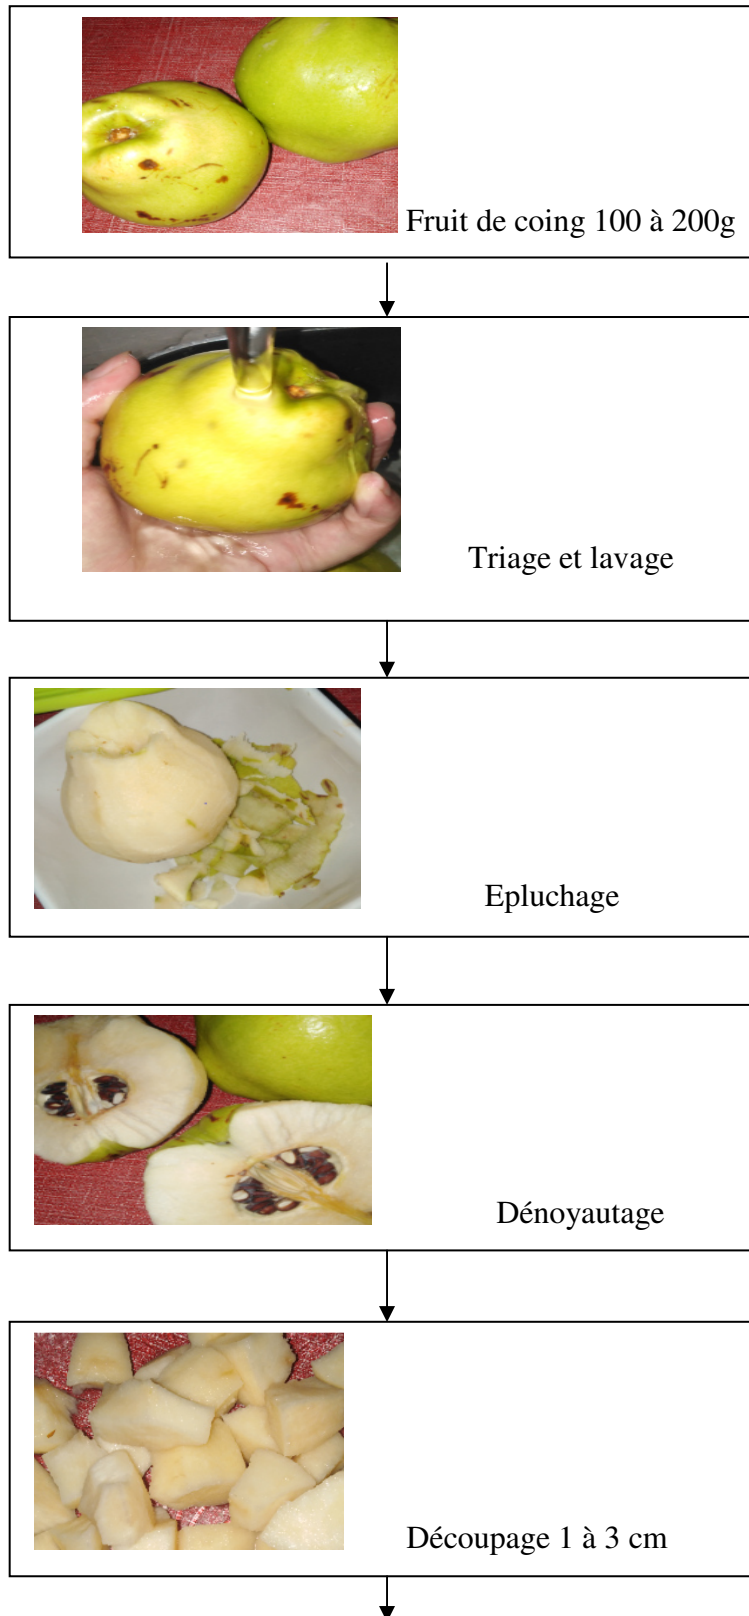 Fruit de coing 100 à 200g
Triage et lavage
Epluchage
Dénoyautage
Découpage 1 à 3 cm